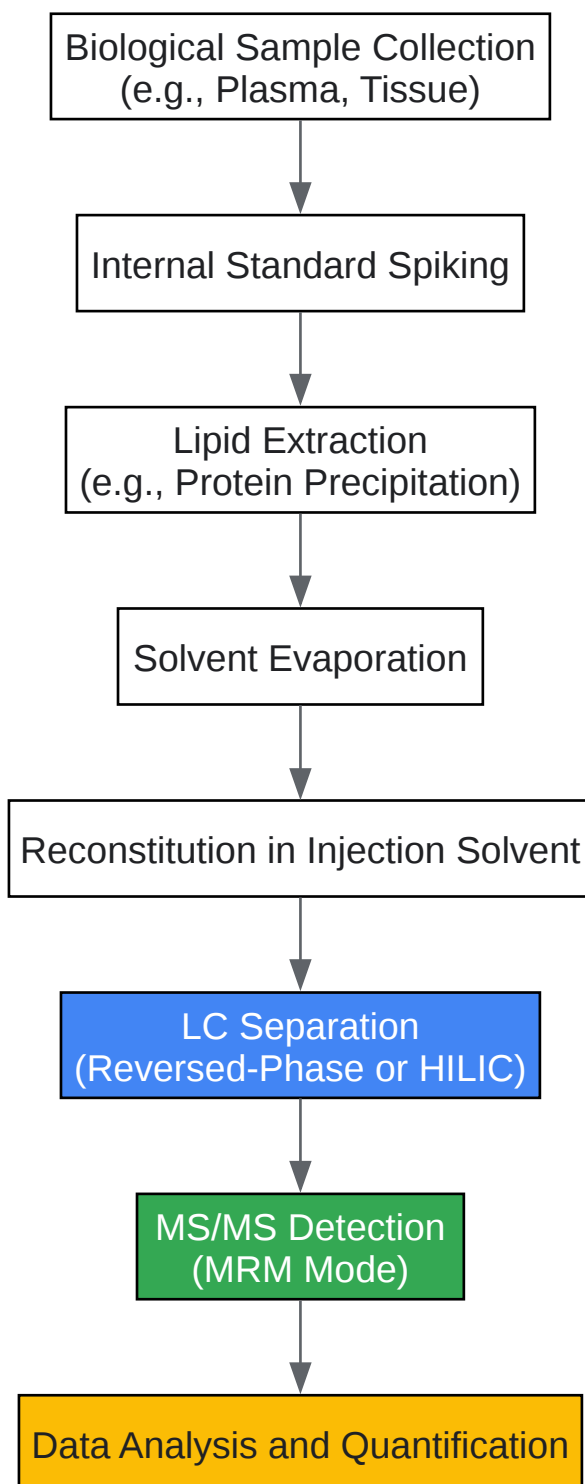 Biological Sample Collection
(e.g., Plasma, Tissue)
Internal Standard Spiking
Lipid Extraction
(e.g., Protein Precipitation)
Solvent Evaporation
Reconstitution in Injection Solvent
LC Separation
(Reversed-Phase or HILIC)
MS/MS Detection
(MRM Mode)
Data Analysis and Quantification